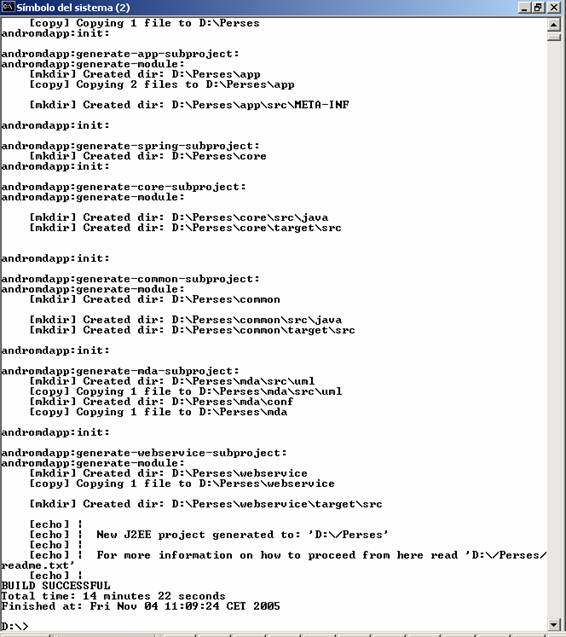 Símbolo del sistema (2)
[copy] Copying 1 file to D:\Perses
andromdapp:init:
andromdapp:generate-app-subproject:
andromdapp:generate-module:
[mkdir] Created dir: D:\Perses\app
[copy] Copying 2 files to D:\Perses\app
[mkdir] Created dir: D:\Perses\app\src\META-INF
andromdapp:init:
andromdapp:generate-spring-subproject:
[mkdir] Created dir: D:\Perses\core
andromdapp:init:
andromdapp:generate-core-subproject:
andromdapp:generate-module:
[mkdir] Created dir: D:\Perses\core\src\java
[mkdir] Created dir: D:\Perses\core\target\src
andromdapp:init:
andromdapp:generate-common-subproject:
andromdapp:generate-module:
[mkdir] Created dir: D:\Perses\common
[mkdir] Created dir: D:\Perses\common\src\java
[mkdir] Created dir: D:\Perses\common\target\src
andromdapp:init:
andromdapp:generate-mda-subproject:
[mkdir] Created dir: D:\Perses\mda\src\uml
[copy] Copying 1 file to D:\Perses\mda\src\uml
[mkdir] Created dir: D:\Perses\mda\conf
[copy] Copying 1 file to D:\Perses\mda
andromdapp:init:
andromdapp:generate-webservice-subproject:
andromdapp:generate-module:
[mkdir] Created dir: D:\Perses\webservice
[copy] Copying 1 file to D:\Perses\webservice
[mkdir] Created dir: D:\Perses\webservice\target\src
[echo] |
[echo] |  New J2EE project generated to: 'D:\/Perses'
[echo] |
[echo] |  For more information on how to proceed from here read 'D:\/Perses/
readme.txt'
[echo] |
BUILD SUCCESSFUL
Total time: 14 minutes 22 seconds
Finished at: Fri Nov 04 11:09:24 CET 2005
D:\>